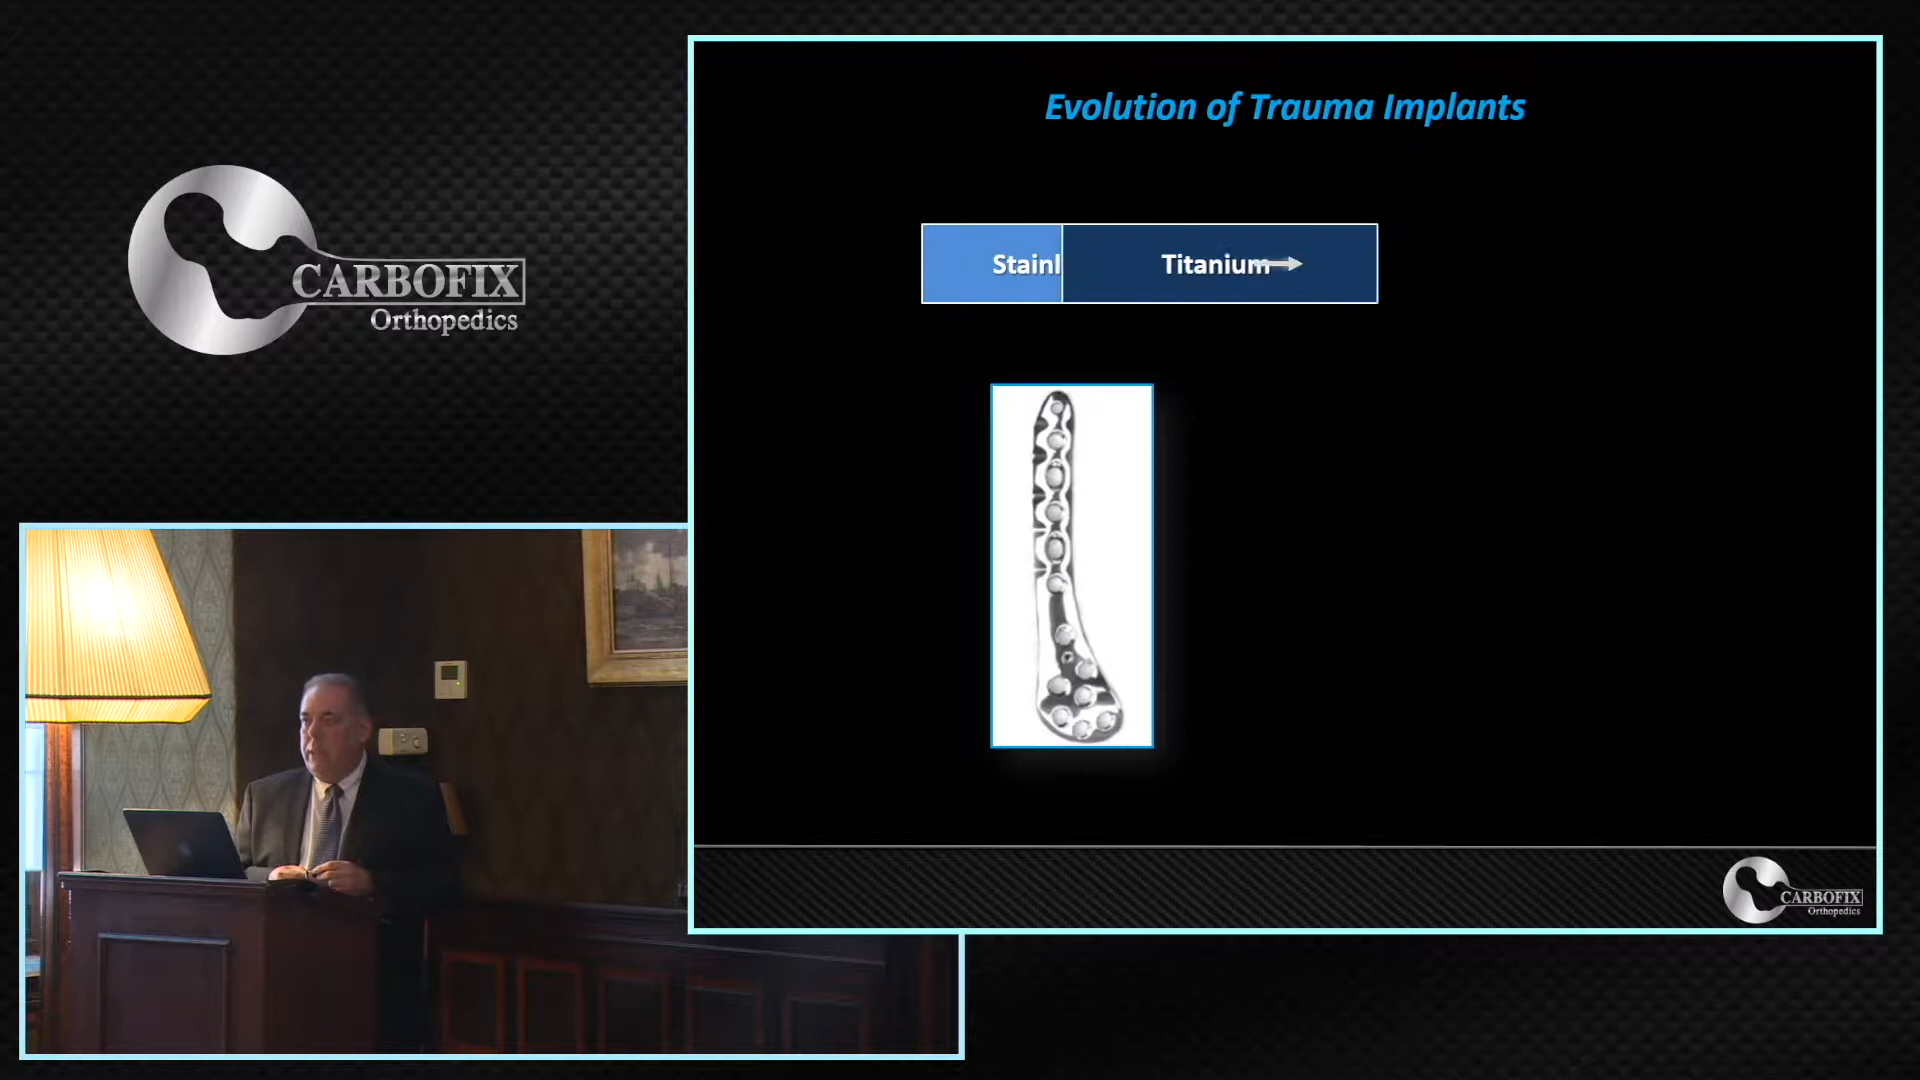 CARBOFIX
Orthopedics
Evolution of Trauma Implants
Stainl
Titanium
CARBOFIX
Orthopedics